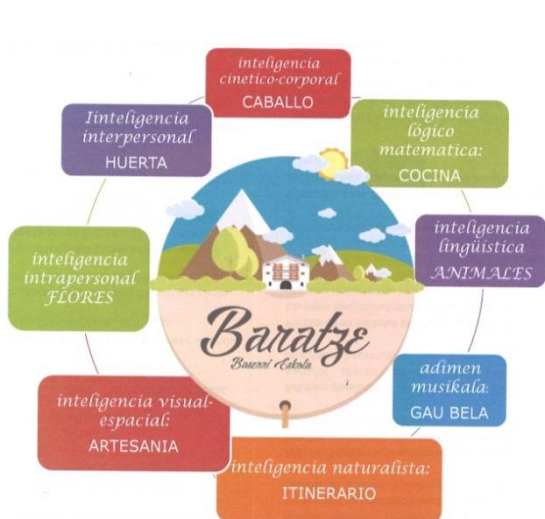 inteligencia
cinetico-corporal
CABALLO
inteligencia
lógico
matematica:
COCINA
inteligencia
lingüística
ANIMALES
adimen
musikala:
GAU BELA
inteligencia naturalista:
ITINERARIO
inteligencia visual-
espacial:
ARTESANIA
inteligencia
intrapersonal
FLORES
Iinteligencia
interpersonal
HUERTA
Baratze
Baserri Eskola